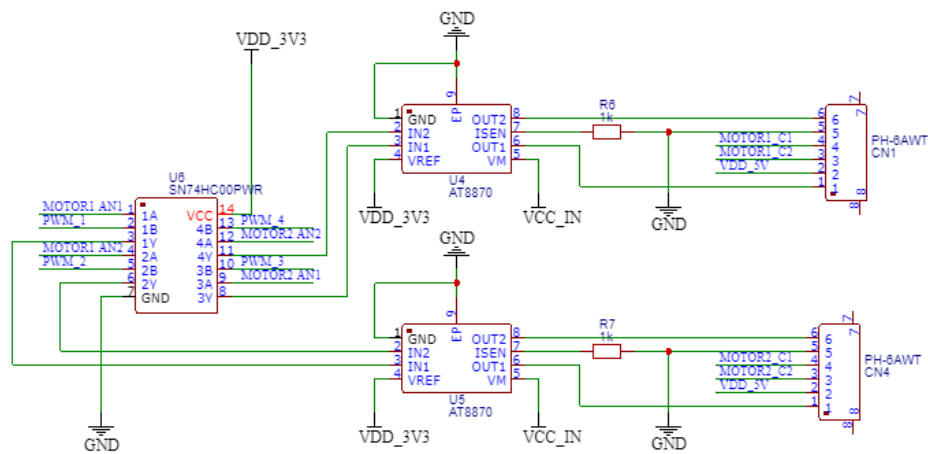 GND
VDD_3V3
9
EP
1 GND OUT2 8
2 IN2 ISEN 7
3 IN1 OUT1 6
4 VREF VM 5
U4
AT8870
R6
1k
7
6 6 7
5 5
MOTOR1_C1 4 4
MOTOR1_C2 3 3
VDD_3V 2 2
1 1 8
8
PH-6AWT
CN1
VDD_3V3
VCC_IN
GND
U6
SN74HC00PWR
MOTOR1 AN1 1 1A VCC 14
PWM_1 2 1B 4B 13 PWM_4
3 1Y 4A 12 MOTOR2 AN2
MOTOR1 AN2 4 2A 4Y 11
PWM_2 5 2B 3B 10 PWM_3
6 2Y 3A 9 MOTOR2 AN1
7 GND 3Y 8
GND
GND
9
EP
1 GND OUT2 8
2 IN2 ISEN 7
3 IN1 OUT1 6
4 VREF VM 5
U5
AT8870
R7
1k
7
6 6 7
5 5
MOTOR2_C1 4 4
MOTOR2_C2 3 3
VDD_3V 2 2
1 1 8
8
PH-6AWT
CN4
VDD_3V3
VCC_IN
GND